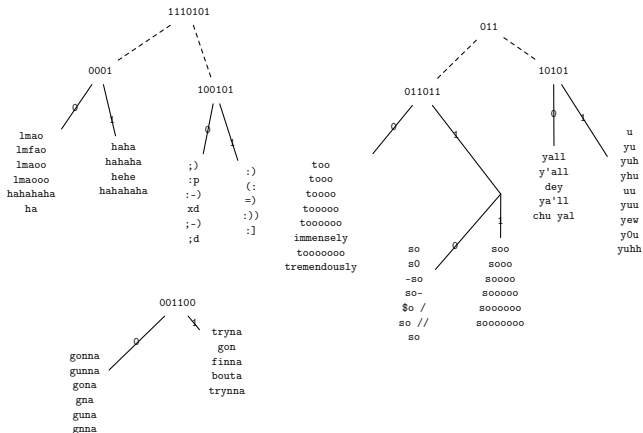 1110101
0001
100101
0
1
lmao
lmfao
lmaoo
lmaooo
hahahaha
ha
haha
hahaha
hehe
hahahaha
0
1
;)
:p
:-)
xd
;-)
;d
:)
(:
=)
:))
:]
011
011011
10101
0
1
too
tooo
toooo
tooooo
toooooo
immensely
tooooooo
tremendously
0
1
so
s0
-so
so-
$o /
so //
so
soo
sooo
soooo
sooooo
soooooo
sooooooo
0
1
yall
y'all
dey
ya'll
chu yal
u
yu
yuh
yhu
uu
yuu
yew
y0u
yuhh
001100
0
1
gonna
gunna
gona
gna
guna
gnna
tryna
gon
finna
bouta
trynna